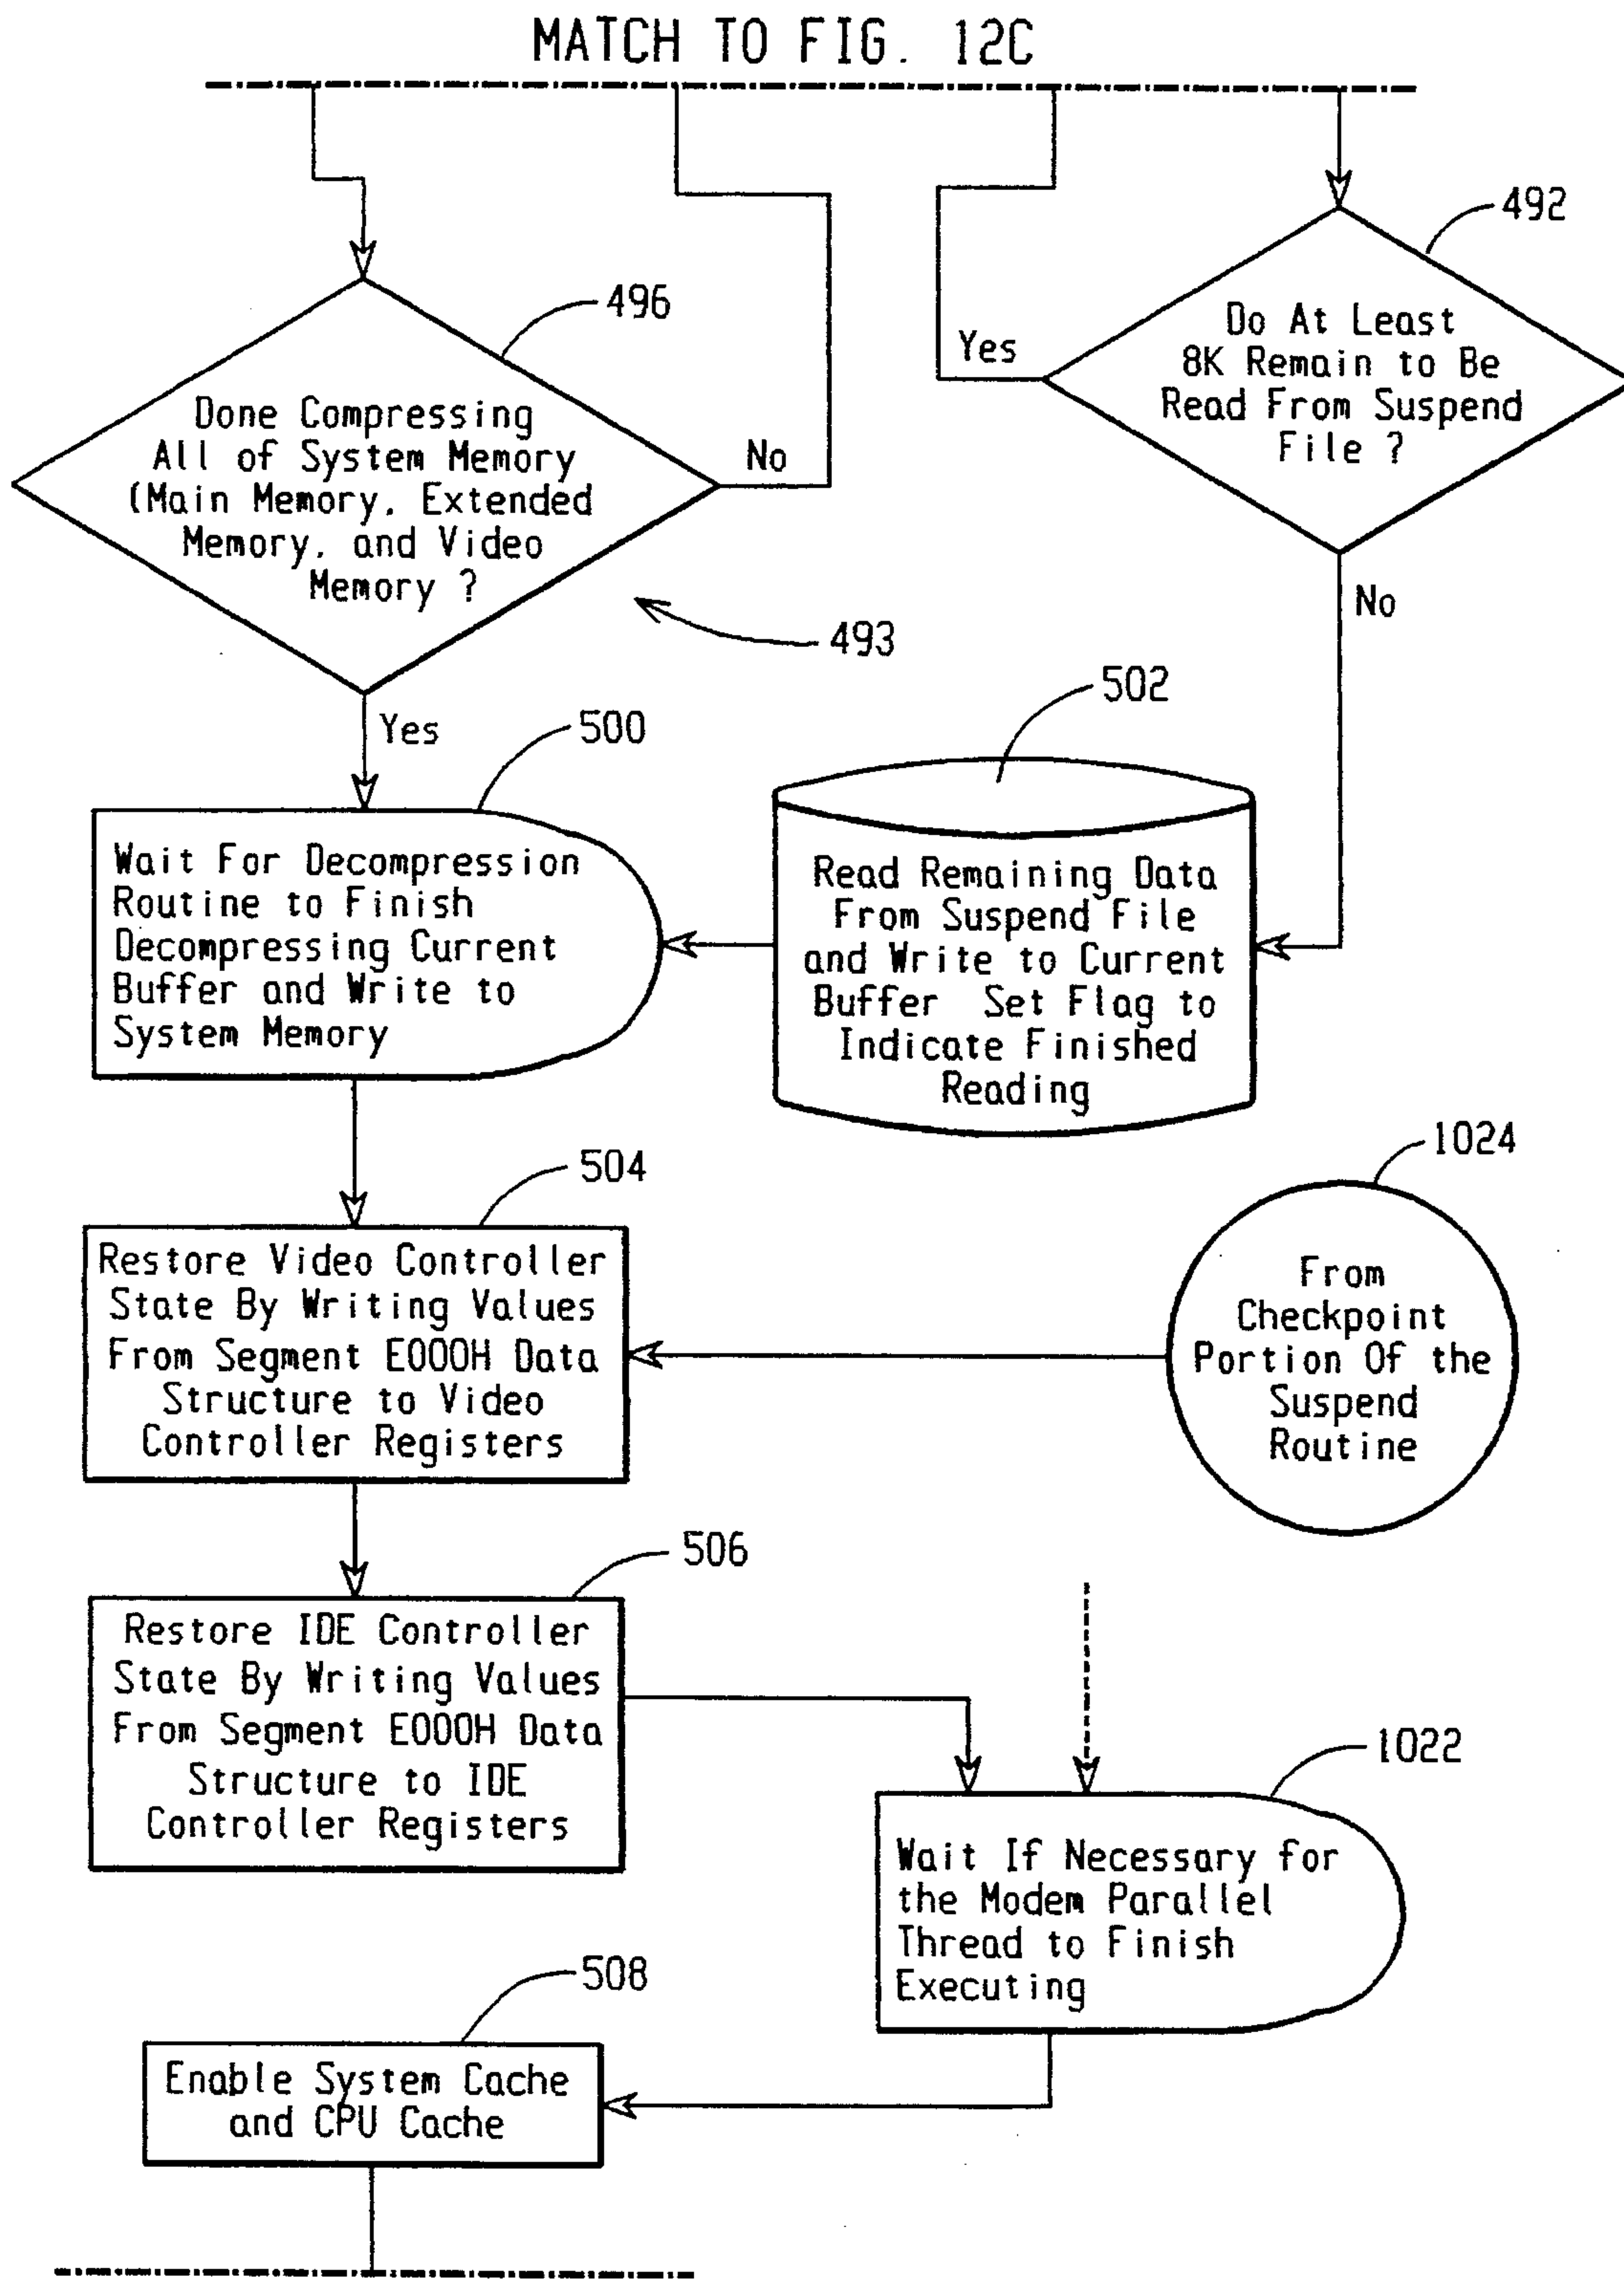 MATCH TO FIG. 12C
492
Do At Least
8K Remain to Be
Read From Suspend
File ?
Yes
No
496
Done Compressing
All of System Memory
(Main Memory, Extended
Memory, and Video
Memory ?
No
493
Yes
500
Wait For Decompression
Routine to Finish
Decompressing Current
Buffer and Write to
System Memory
502
Read Remaining Data
From Suspend File
and Write to Current
Buffer Set Flag to
Indicate Finished
Reading
504
Restore Video Controller
State By Writing Values
From Segment E000H Data
Structure to Video
Controller Registers
1024
From
Checkpoint
Portion Of the
Suspend
Routine
506
Restore IDE Controller
State By Writing Values
From Segment E000H Data
Structure to IDE
Controller Registers
1022
Wait If Necessary for
the Modem Parallel
Thread to Finish
Executing
508
Enable System Cache
and CPU Cache